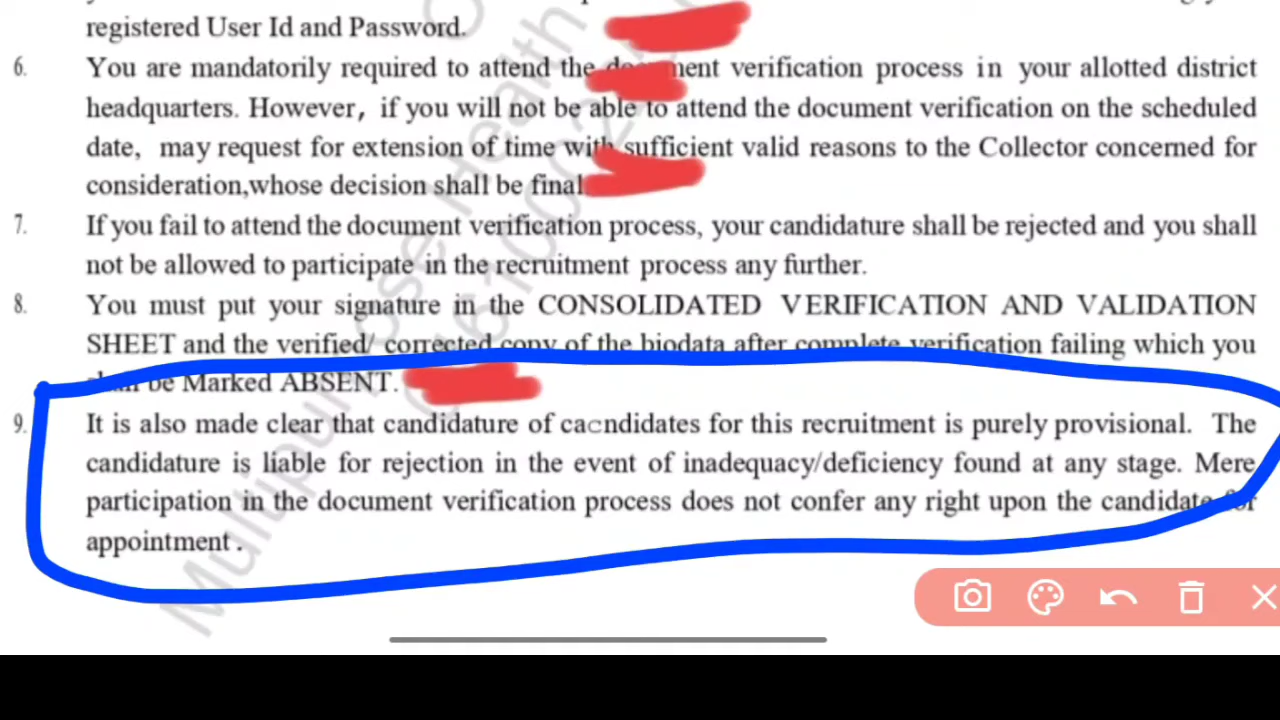 registered User Id and Password.
6. You are mandatorily required to attend the document verification process in your allotted district
headquarters. However, if you will not be able to attend the document verification on the scheduled
date, may request for extension of time with sufficient valid reasons to the Collector concerned for
consideration,whose decision shall be final
7. If you fail to attend the document verification process, your candidature shall be rejected and you shall
not be allowed to participate in the recruitment process any further.
8. You must put your signature in the CONSOLIDATED VERIFICATION AND VALIDATION
SHEET and the verified/ corrected copy of the biodata after complete verification failing which you
shall be Marked ABSENT.
9. It is also made clear that candidature of cacndidates for this recruitment is purely provisional. The
candidature is liable for rejection in the event of inadequacy/deficiency found at any stage. Mere
participation in the document verification process does not confer any right upon the candidate for
appointment .